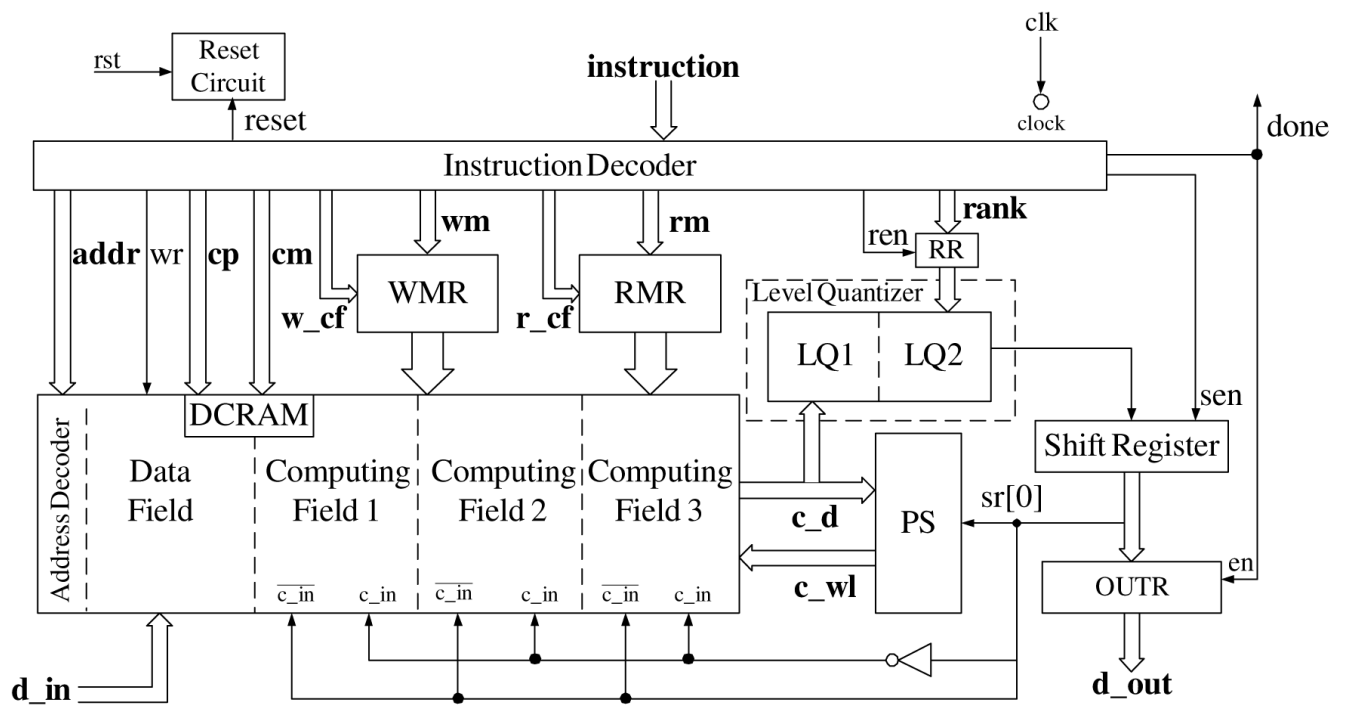 clk
rst
Reset
Circuit
instruction
reset
clock
done
Instruction Decoder
addr
wr
cp
cm
wm
rm
ren
rank
RR
WMR
RMR
Level Quantizer
w_cf
r_cf
LQ1
LQ2
sen
DCRAM
Address Decoder
Data
Field
Computing
Field 1
Computing
Field 2
Computing
Field 3
Shift Register
c_d
PS
sr[0]
c_wl
en
OUTR
c_in
c_in
c_in
c_in
c_in
c_in
d_in
d_out